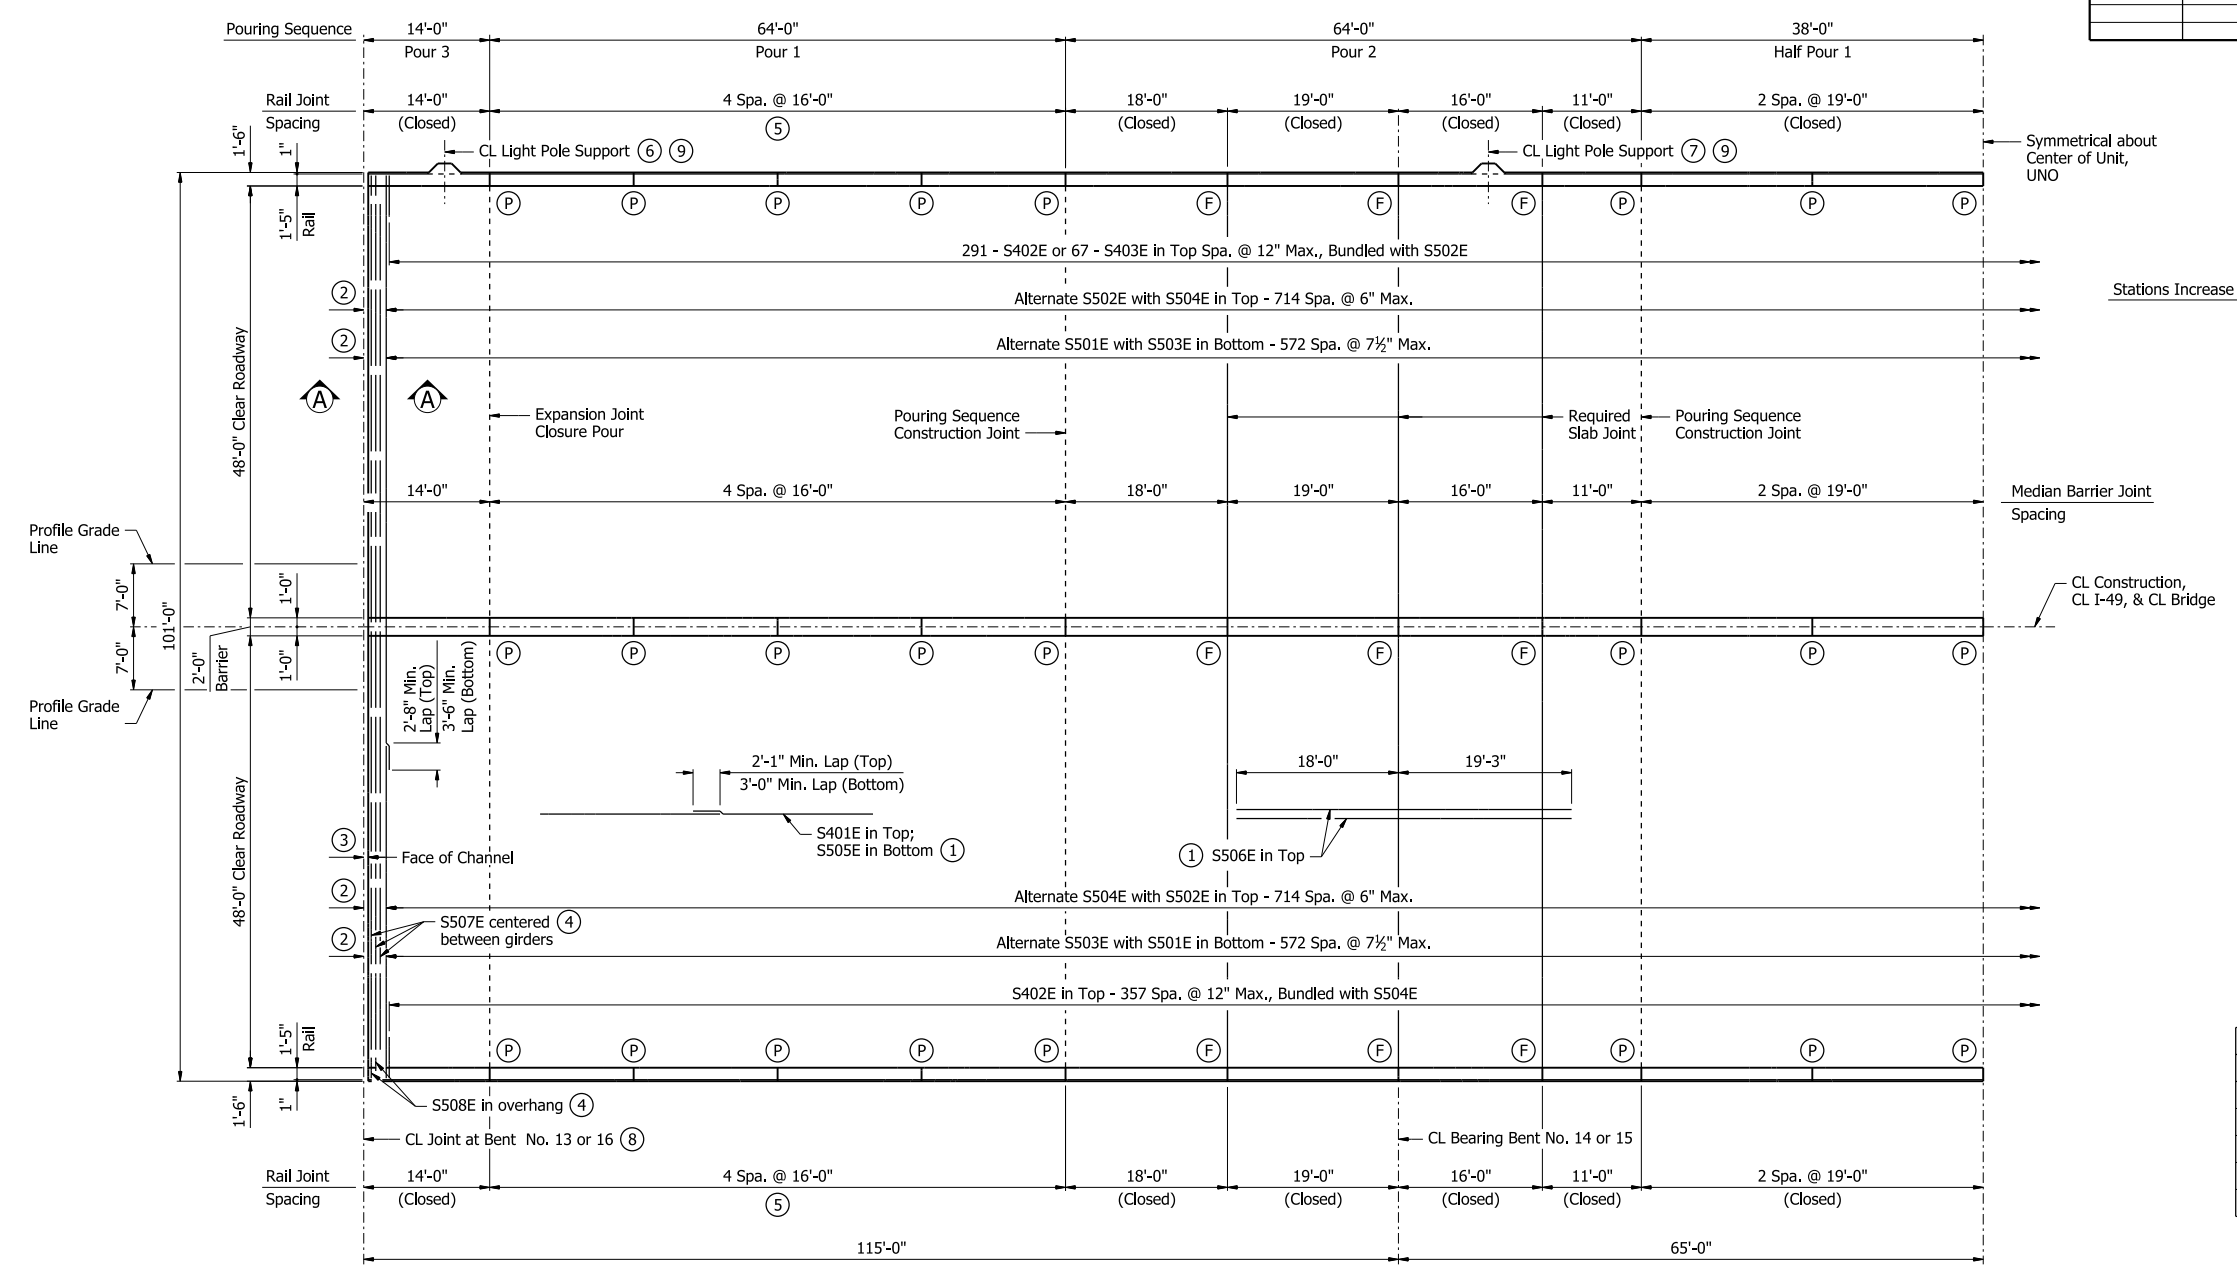 Pouring Sequence
14'-0"
64'-0"
64'-0"
38'-0"
Pour 3
Pour 1
Pour 2
Half Pour 1
Rail Joint
Spacing
14'-0"
(Closed)
4 Spa. @ 16'-0"
5
18'-0"
(Closed)
19'-0"
(Closed)
16'-0"
(Closed)
11'-0"
(Closed)
2 Spa. @ 19'-0"
(Closed)
1'-6"
1"
CL Light Pole Support 6 9
CL Light Pole Support 7 9
Symmetrical about
Center of Unit,
UNO
1'-5"
Rail
P P P P P F F F P P P
291 - S402E or 67 - S403E in Top Spa. @ 12" Max., Bundled with S502E
2
Alternate S502E with S504E in Top - 714 Spa. @ 6" Max.
Stations Increase
2
Alternate S501E with S503E in Bottom - 572 Spa. @ 7½" Max.
48'-0" Clear Roadway
A A
Expansion Joint
Closure Pour
Pouring Sequence
Construction Joint
Required
Slab Joint
Pouring Sequence
Construction Joint
14'-0"
4 Spa. @ 16'-0"
18'-0"
19'-0"
16'-0"
11'-0"
2 Spa. @ 19'-0"
Median Barrier Joint
Spacing
Profile Grade
Line
7'-0"
101'-0"
1'-0"
CL Construction,
CL I-49, & CL Bridge
7'-0"
2'-0"
Barrier
1'-0"
P P P P P F F F P P P
Profile Grade
Line
2'-8" Min.
Lap (Top)
3'-6" Min.
Lap (Bottom)
2'-1" Min. Lap (Top)
3'-0" Min. Lap (Bottom)
18'-0"
19'-3"
S401E in Top;
S505E in Bottom 1
1 S506E in Top
48'-0" Clear Roadway
3
Face of Channel
2
Alternate S504E with S502E in Top - 714 Spa. @ 6" Max.
S507E centered 4
between girders
2
Alternate S503E with S501E in Bottom - 572 Spa. @ 7½" Max.
S402E in Top - 357 Spa. @ 12" Max., Bundled with S504E
1'-5"
Rail
P P P P P F F F P P P
1'-6"
1"
S508E in overhang 4
CL Joint at Bent No. 13 or 16 8
CL Bearing Bent No. 14 or 15
Rail Joint
Spacing
14'-0"
(Closed)
4 Spa. @ 16'-0"
5
18'-0"
(Closed)
19'-0"
(Closed)
16'-0"
(Closed)
11'-0"
(Closed)
2 Spa. @ 19'-0"
(Closed)
115'-0"
65'-0"